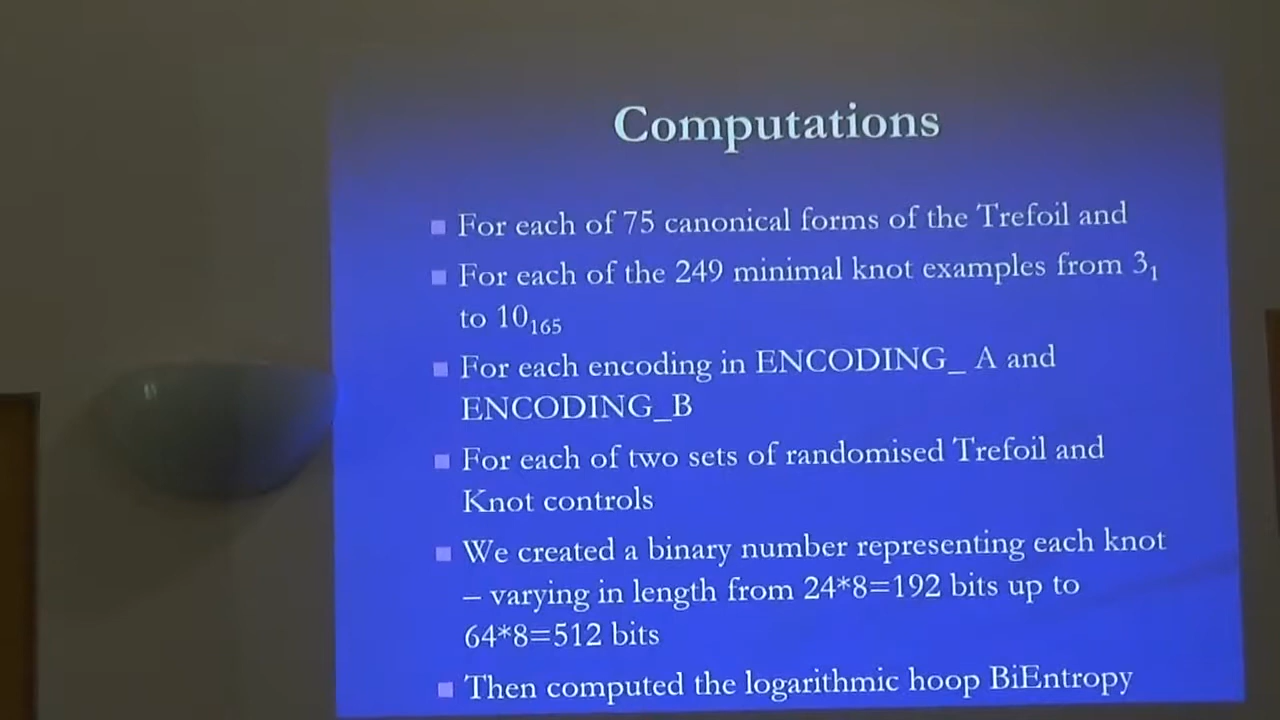 Computations
For each of 75 canonical forms of the Trefoil and
For each of the 249 minimal knot examples from 3₁
to 10₁₆₅
For each encoding in ENCODING_ A and
ENCODING_B
For each of two sets of randomised Trefoil and
Knot controls
We created a binary number representing each knot
– varying in length from 24*8=192 bits up to
64*8=512 bits
Then computed the logarithmic hoop BiEntropy